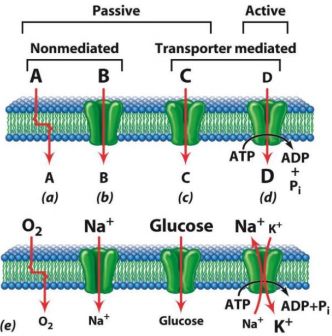 Passive Active
Nonmediated Transporter mediated
A B C D
ATP ADP
+
Pi
A B C D
(a) (b) (c) (d)
O₂ Na⁺ Glucose Na⁺ K⁺
ATP ADP+Pi
O₂ Na⁺ Glucose Na⁺ K⁺
(e)